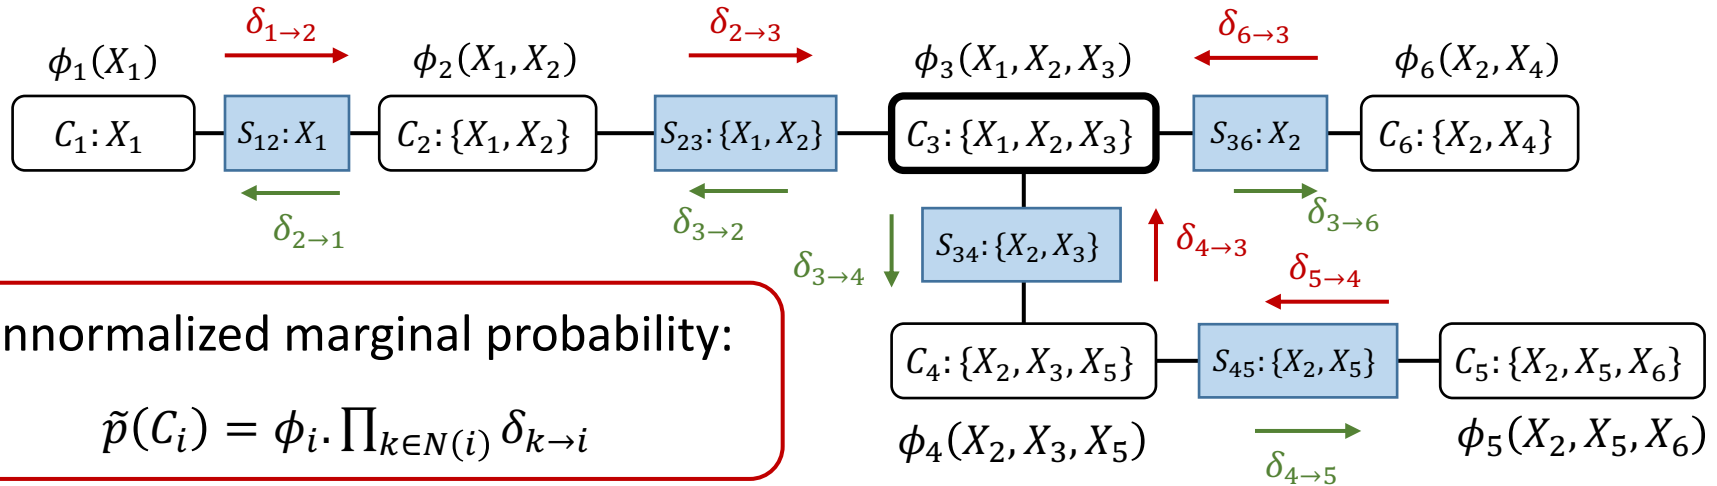 δ₁→₂ δ₂→₃ δ₆→₃
ϕ₁(X₁) ϕ₂(X₁, X₂) ϕ₃(X₁, X₂, X₃) ϕ₆(X₂, X₄)
C₁: X₁ S₁₂: X₁ C₂: {X₁, X₂} S₂₃: {X₁, X₂} C₃: {X₁, X₂, X₃} S₃₆: X₂ C₆: {X₂, X₄}
δ₂→₁ δ₃→₂ δ₃→₆
δ₃→₄ S₃₄: {X₂, X₃} δ₄→₃
δ₅→₄
nnormalized marginal probability:
C₄: {X₂, X₃, X₅} S₄₅: {X₂, X₅} C₅: {X₂, X₅, X₆}
p̃(Cᵢ) = ϕᵢ. ∏ₖ∈N(ᵢ) δₖ→ᵢ
ϕ₄(X₂, X₃, X₅) ϕ₅(X₂, X₅, X₆)
δ₄→₅